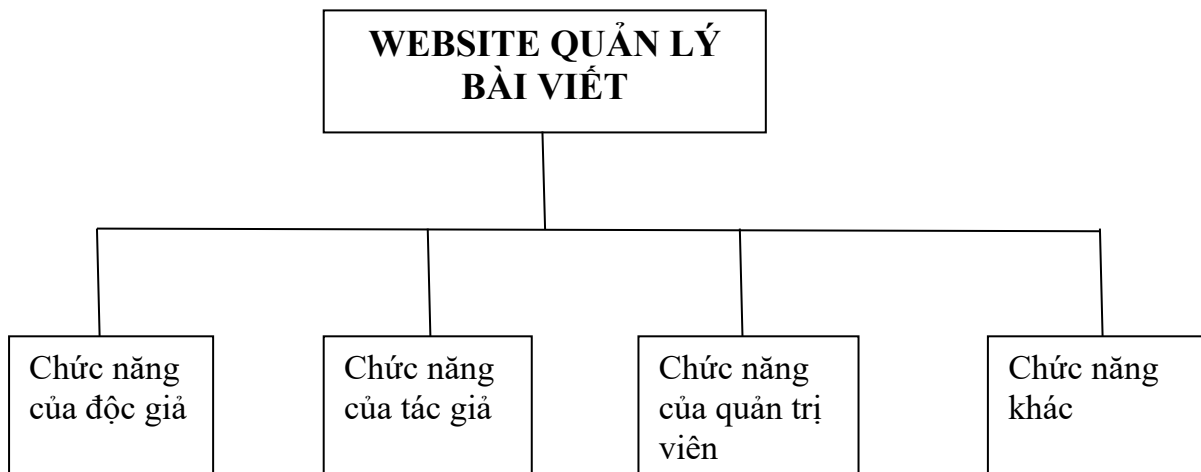 WEBSITE QUẢN LÝ
BÀI VIẾT
Chức năng
của độc giả
Chức năng
của tác giả
Chức năng
của quản trị
viên
Chức năng
khác